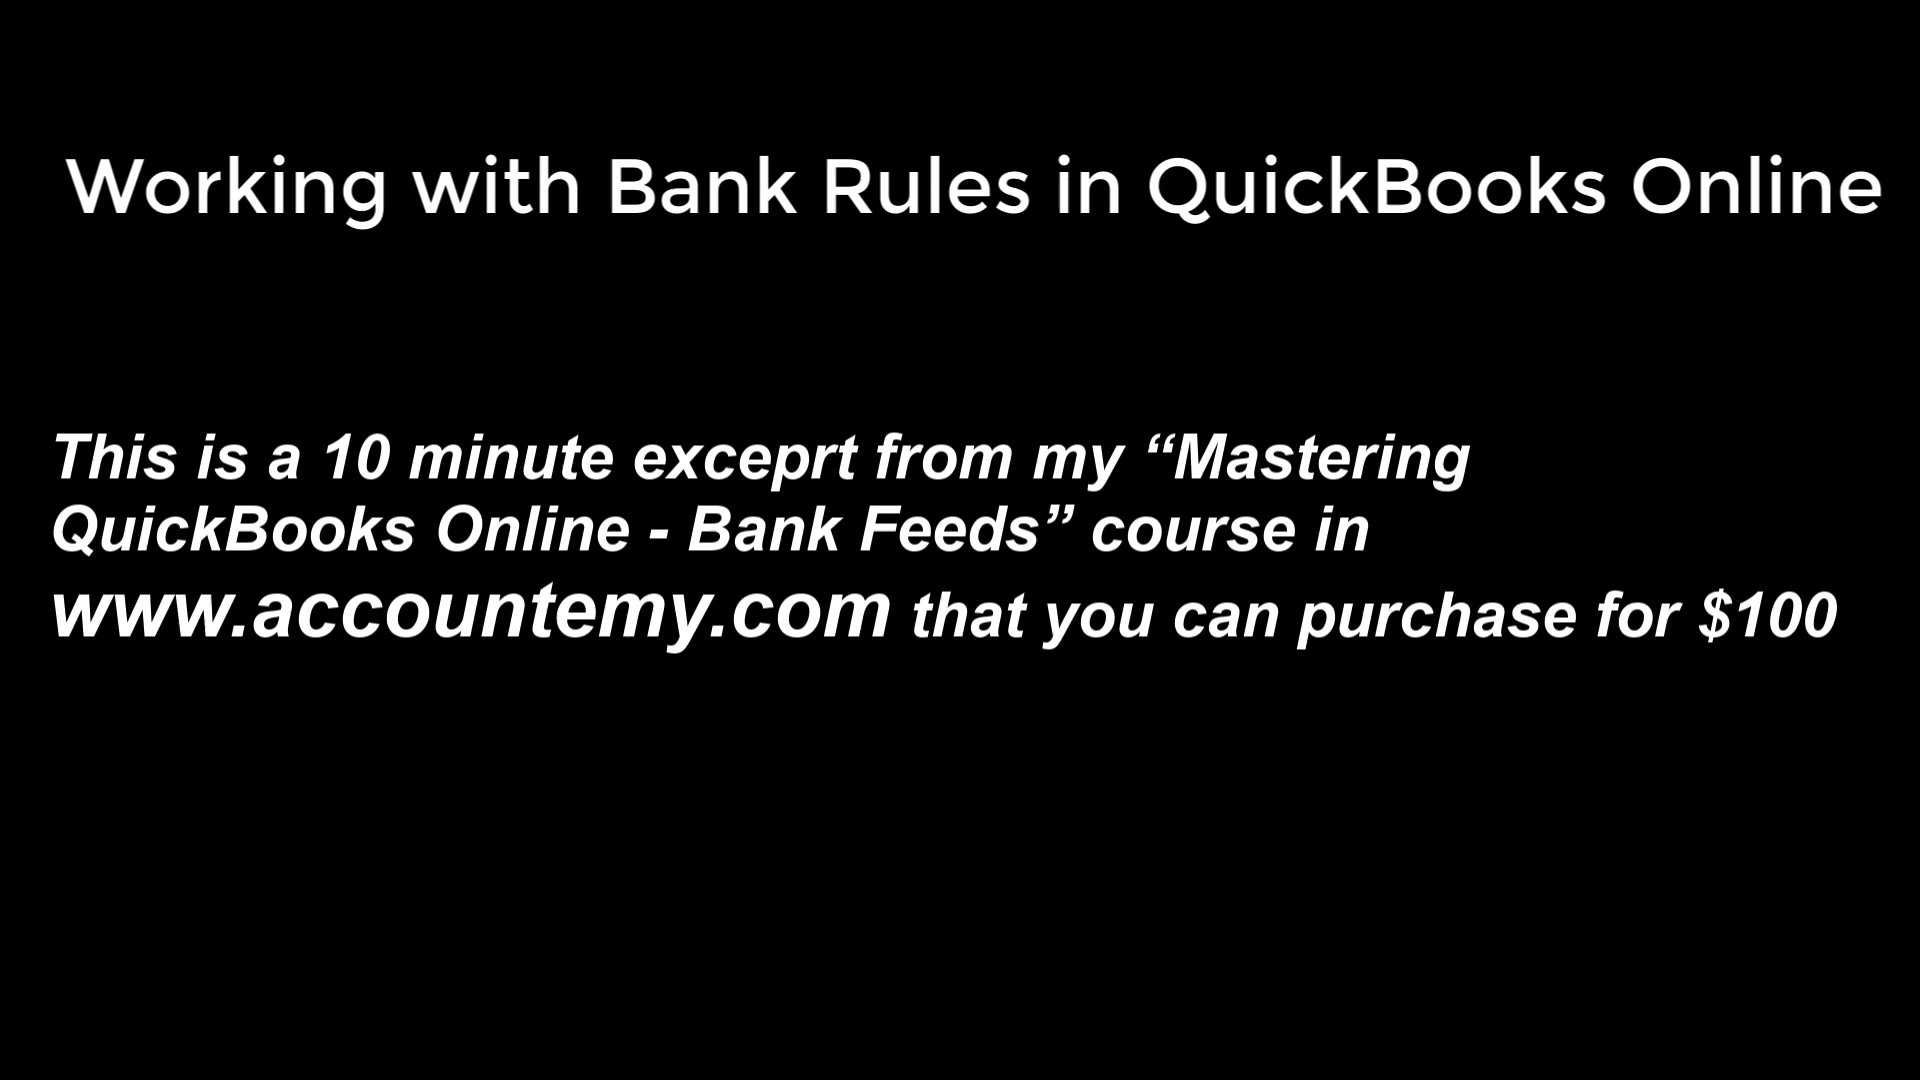 Working with Bank Rules in QuickBooks Online
This is a 10 minute exceprt from my “Mastering
QuickBooks Online - Bank Feeds” course in
www.accountemy.com that you can purchase for $100